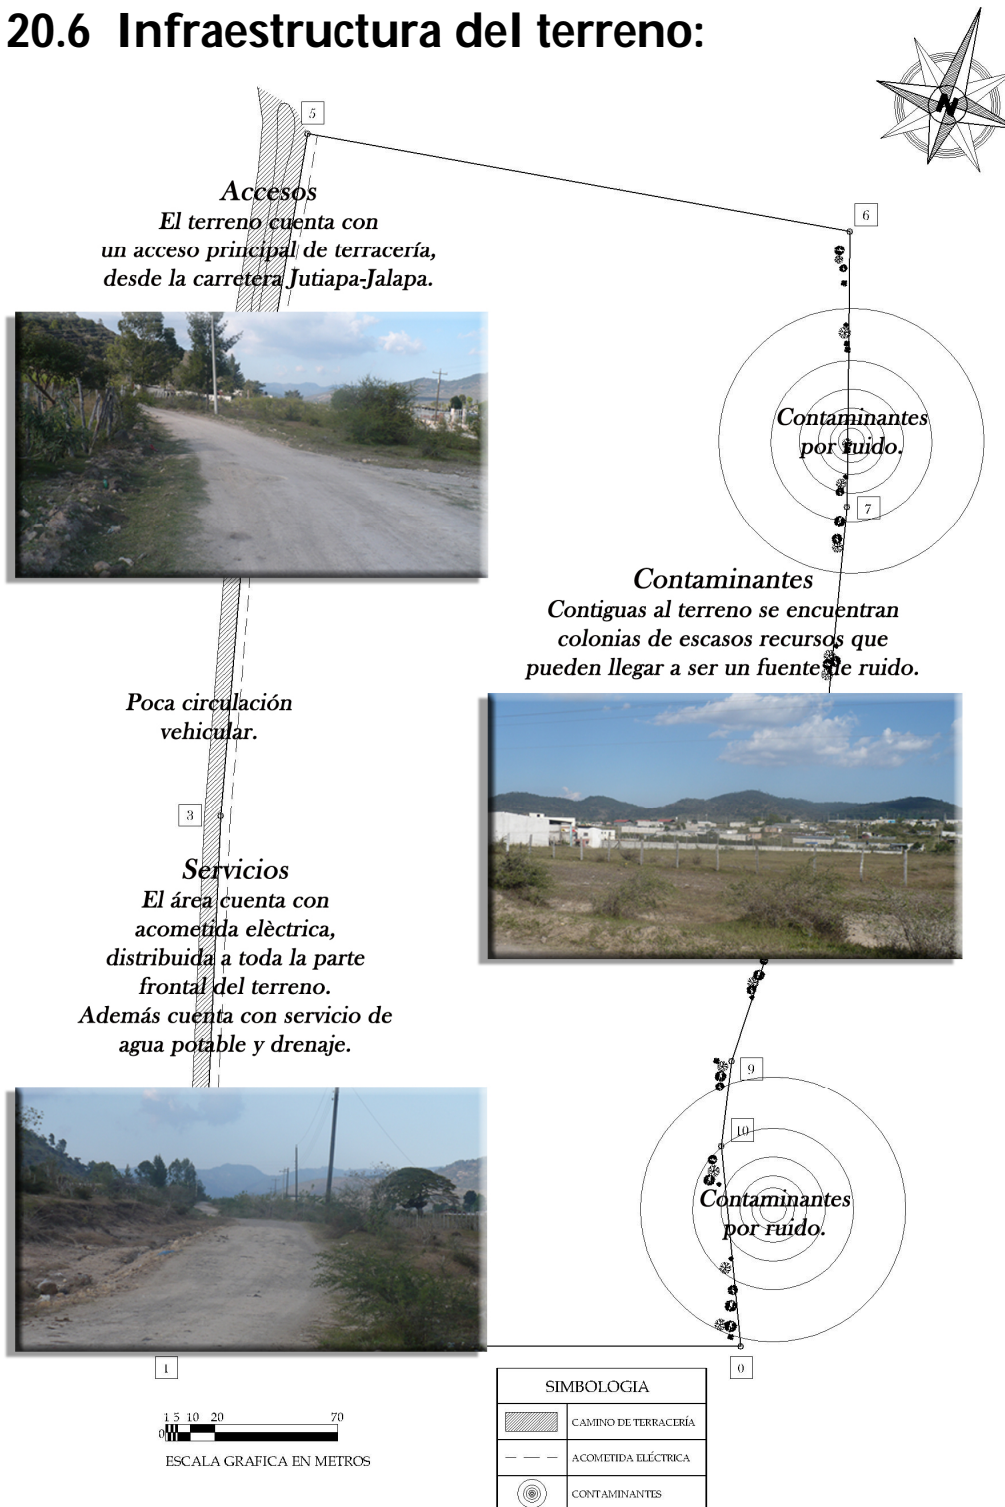 20.6 Infraestructura del terreno:
N
5
Accesos
El terreno cuenta con
un acceso principal de terracería,
desde la carretera Jutiapa-Jalapa.
6
Contaminantes
por ruido.
7
Contaminantes
Contiguas al terreno se encuentran
colonias de escasos recursos que
pueden llegar a ser un fuente de ruido.
Poca circulación
vehicular.
3
Servicios
El área cuenta con
acometida elèctrica,
distribuida a toda la parte
frontal del terreno.
Además cuenta con servicio de
agua potable y drenaje.
9
10
Contaminantes
por ruido.
1
0
1 5 10 20 70
0
ESCALA GRAFICA EN METROS
SIMBOLOGIA
CAMINO DE TERRACERÍA
ACOMETIDA ELÉCTRICA
CONTAMINANTES